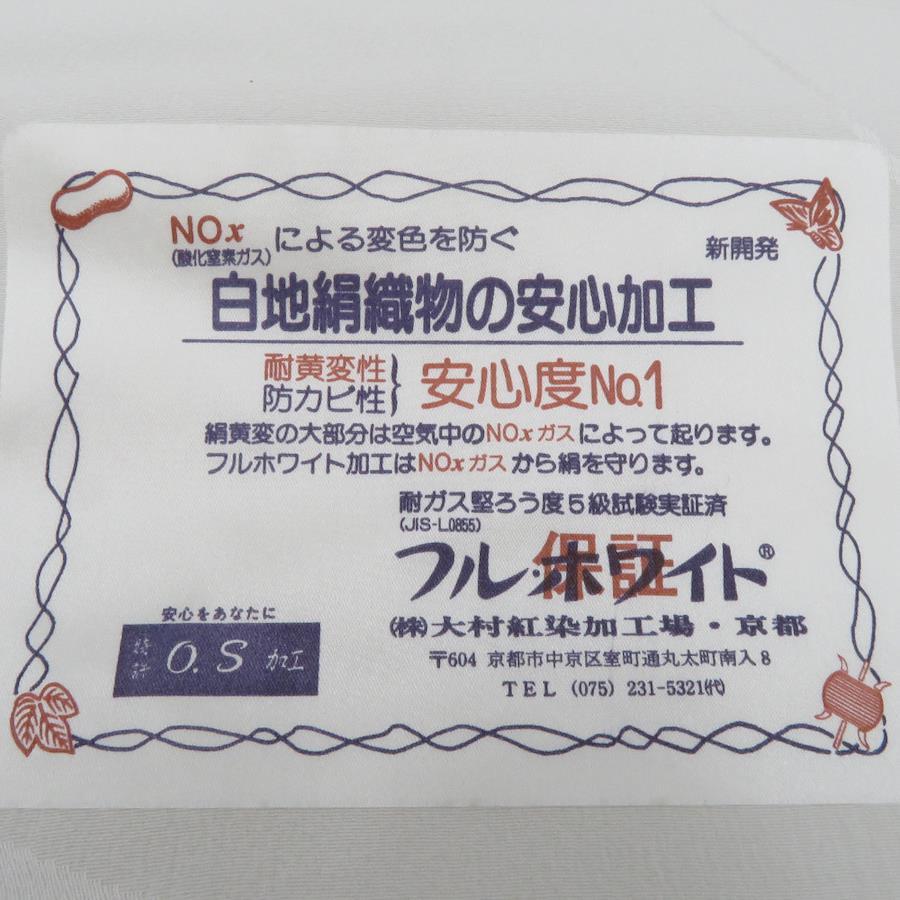 NOxによる変色を防ぐ
(酸化窒素ガス)
新開発
白地絹織物の安心加工
耐黄変性
防カビ性
安心度No.1
絹黄変の大部分は空気中のNOxガスによって起ります。
フルホワイト加工はNOxガスから絹を守ります。
耐ガス堅ろう度5級試験実証済
(JIS-L0855)
保証
フル・ホワイト®
(株)大村紅染加工場・京都
〒604 京都市中京区室町通丸太町南入8
TEL (075) 231-5321(代)
安心をあなたに
特許 O.S 加工